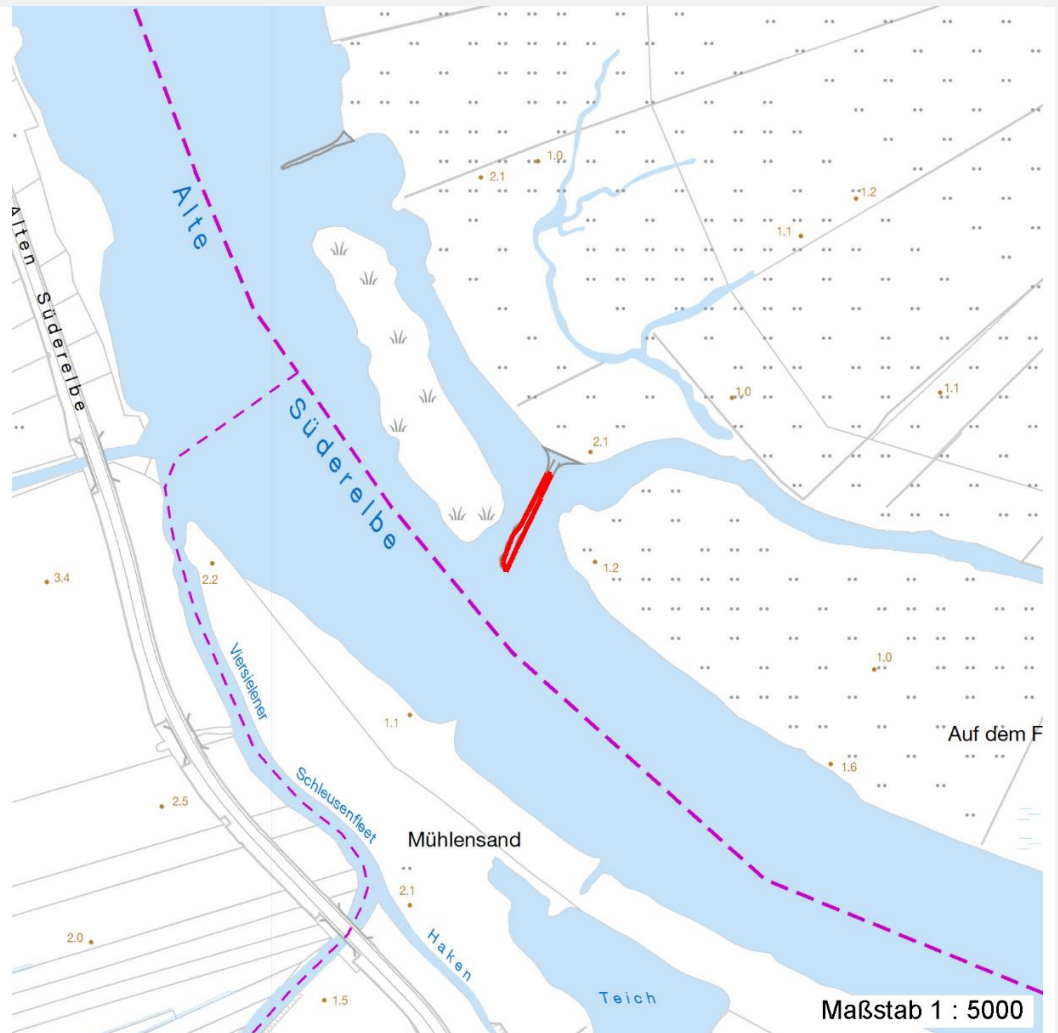 Alte
Süderelbe
Alten Süderelbe
1.0
2.1
1.2
1.1
1.0
1.1
2.1
1.2
2.2
3.4
1.0
Viersielener
1.1
Auf dem F
1.6
Schleusenfleet
2.5
Mühlensand
2.1
2.0
Haken
1.5
Teich
Maßstab 1 : 5000